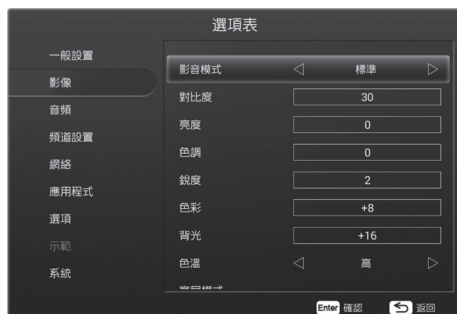 選項表
一般設置
影像
音頻
頻道設置
網絡
應用程式
選項
示範
系統
影音模式 標準
對比度 30
亮度 0
色調 0
銳度 2
色彩 +8
背光 +16
色溫 高
Enter 確認 返回